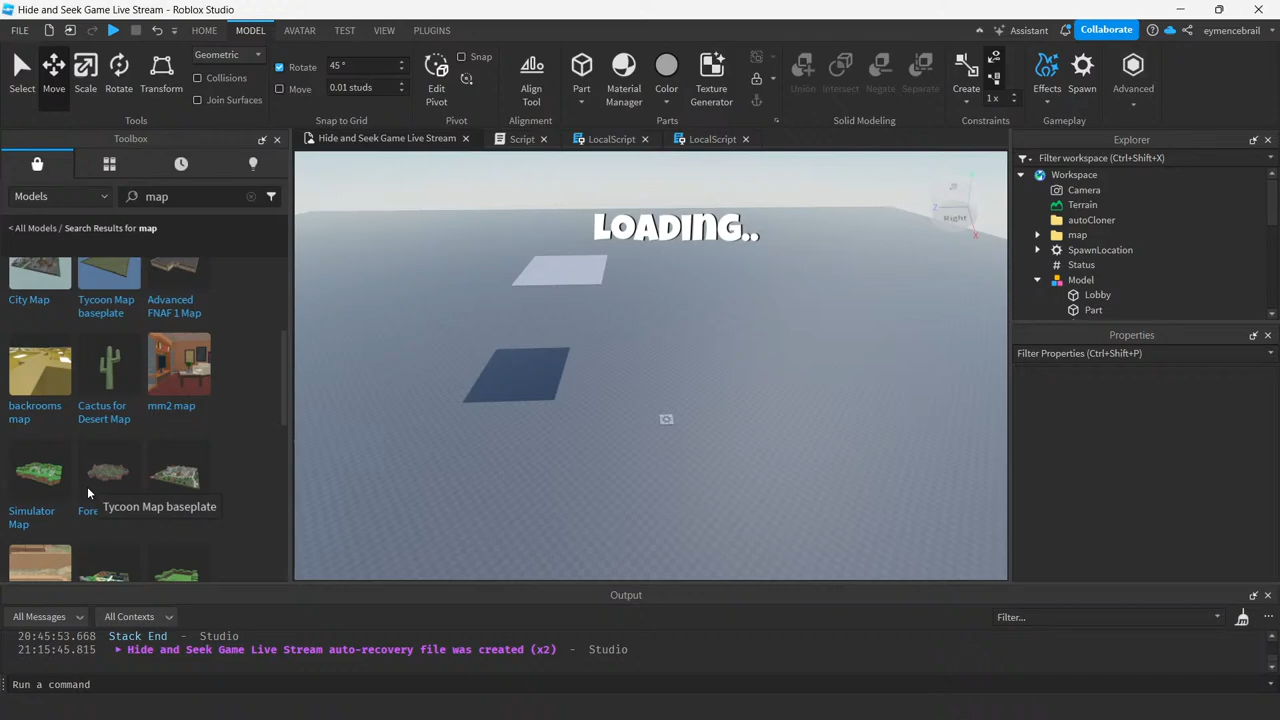 Hide and Seek Game Live Stream - Roblox Studio
FILE HOME MODEL AVATAR TEST VIEW PLUGINS Assistant Collaborate eymencebrail
Select Move Scale Rotate Transform
Geometric
Collisions
Join Surfaces
Tools
Rotate 45 °
Move 0.01 studs
Snap to Grid
Edit Pivot
Snap
Pivot
Align Tool
Alignment
Part
Material Manager
Color
Texture Generator
Parts
Union Intersect Negate Separate
Solid Modeling
Create
1 x
Constraints
Effects Spawn
Gameplay
Advanced
Toolbox
Hide and Seek Game Live Stream Script LocalScript LocalScript
Models map
< All Models / Search Results for map
City Map
Tycoon Map baseplate
Advanced FNAF 1 Map
backrooms map
Cactus for Desert Map
mm2 map
Simulator Map
Fore
Tycoon Map baseplate
LOADING..
Right
Z
X
Explorer
Filter workspace (Ctrl+Shift+X)
Workspace
Camera
Terrain
autoCloner
map
SpawnLocation
Status
Model
Lobby
Part
Properties
Filter Properties (Ctrl+Shift+P)
Output
All Messages All Contexts Filter...
20:45:53.668 Stack End - Studio
21:15:45.815 Hide and Seek Game Live Stream auto-recovery file was created (x2) - Studio
Run a command